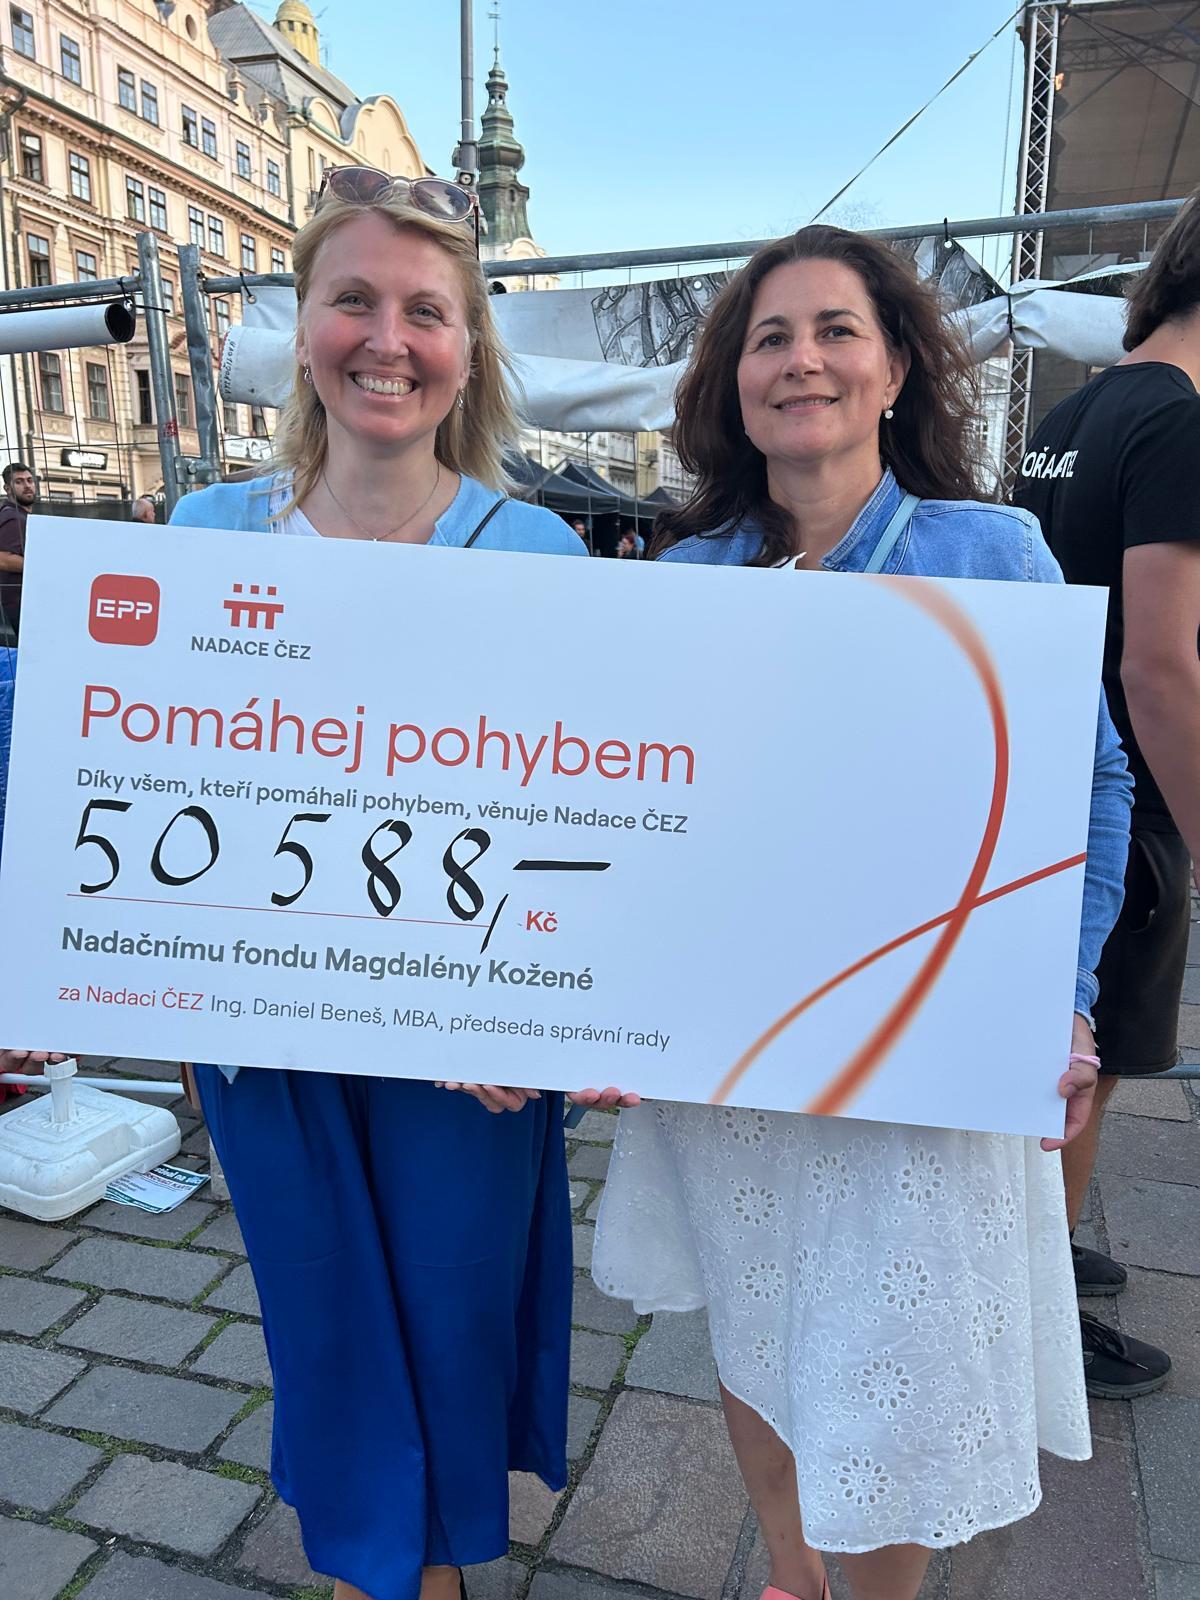 EPP
NADACE ČEZ
Pomáhej pohybem
Díky všem, kteří pomáhali pohybem, věnuje Nadace ČEZ
50 588,- Kč
Nadačnímu fondu Magdalény Kožené
za Nadaci ČEZ Ing. Daniel Beneš, MBA, předseda správní rady